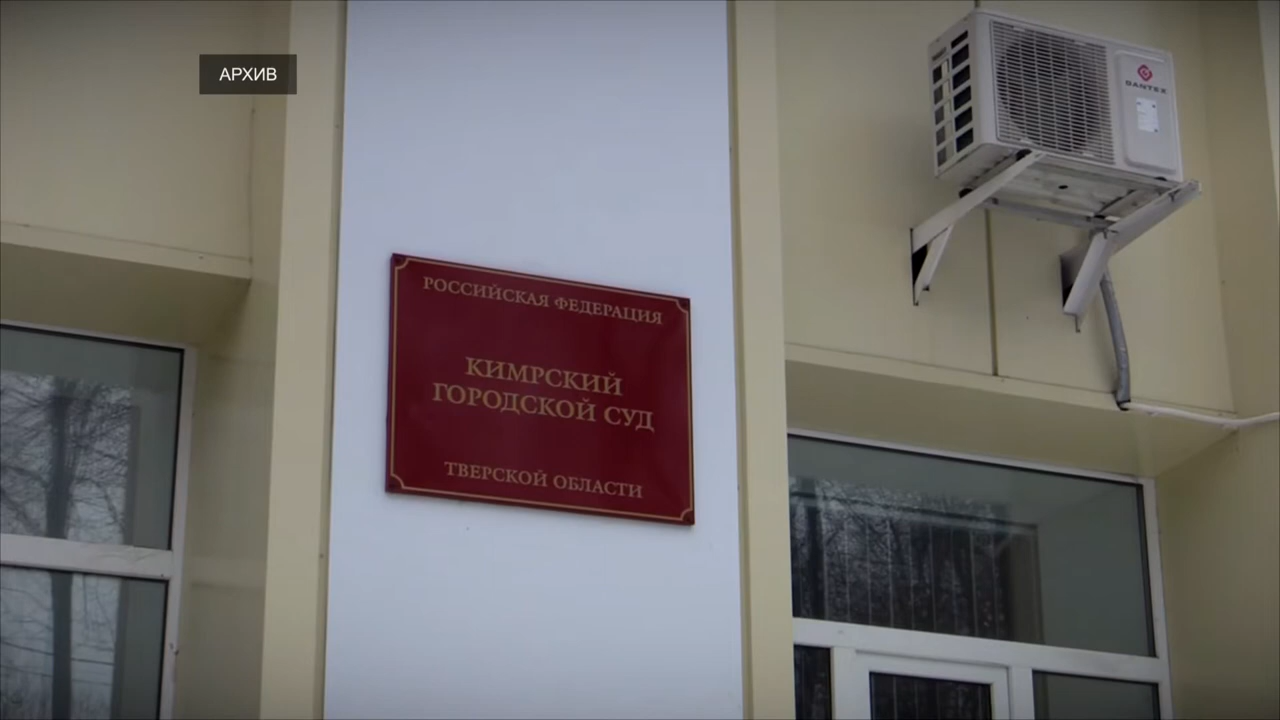 АРХИВ
DANTEX
РОССИЙСКАЯ ФЕДЕРАЦИЯ
КИМРСКИЙ
ГОРОДСКОЙ СУД
ТВЕРСКОЙ ОБЛАСТИ